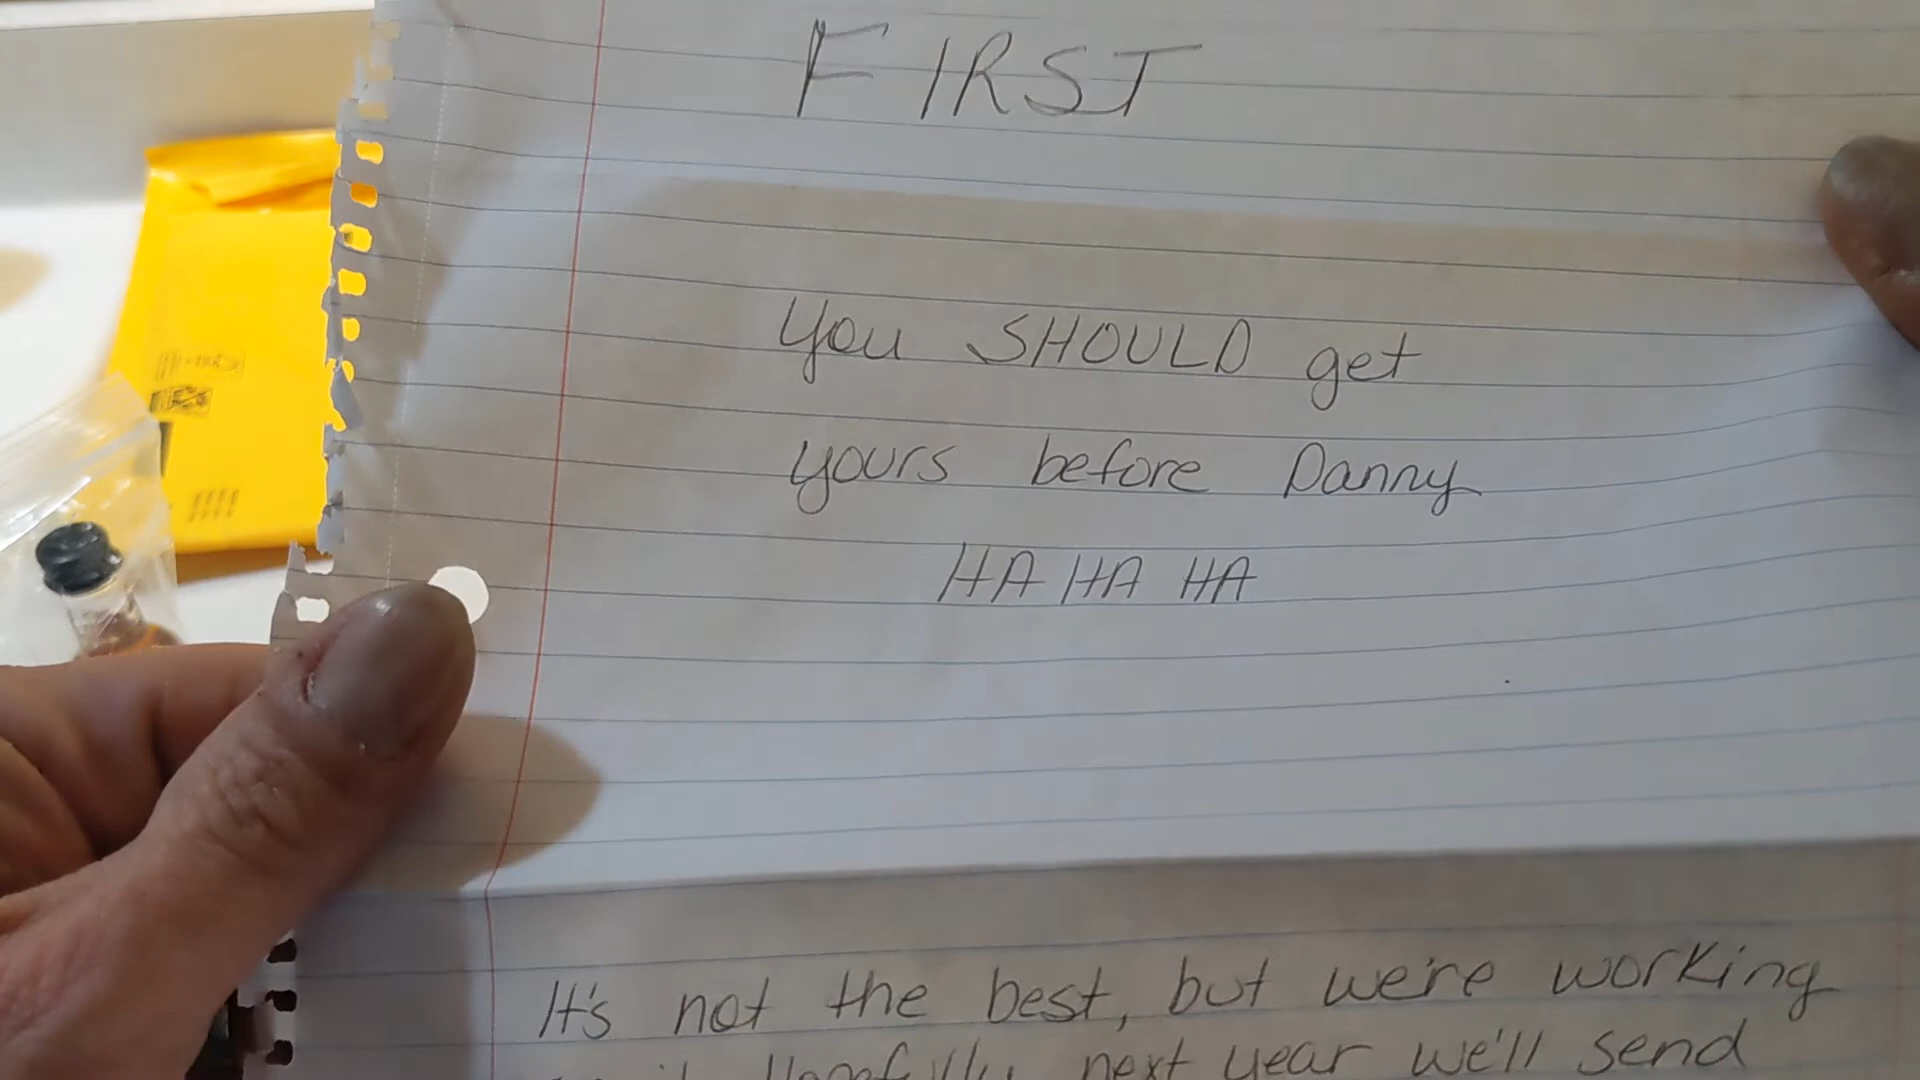 FIRST
You SHOULD get
yours before Danny
HA HA HA
It's not the best, but we're working
Hopefully next year we'll send